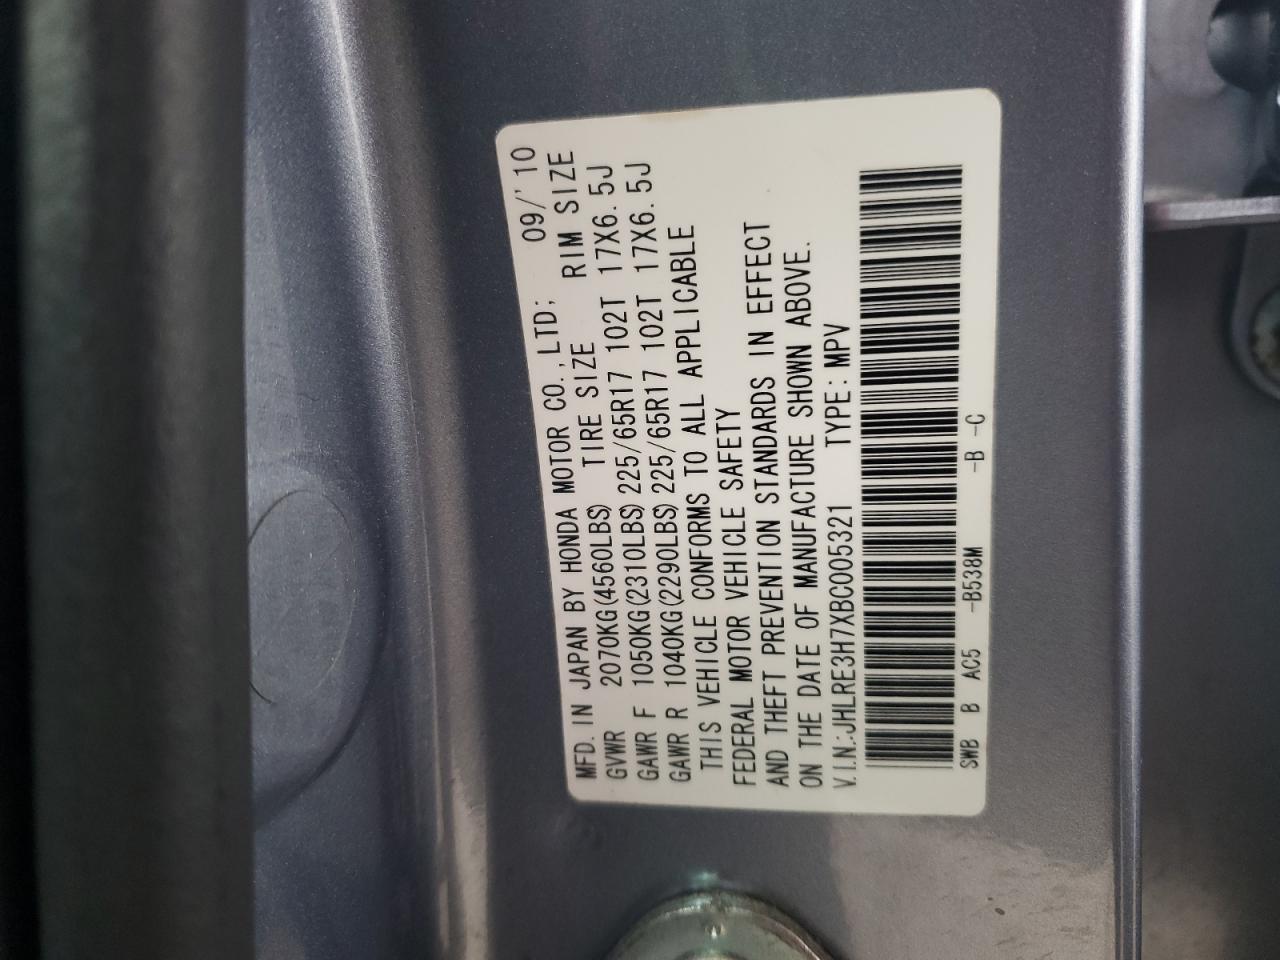 MFD. IN JAPAN BY HONDA MOTOR CO., LTD; 09/'10
GVWR 2070KG(4560LBS) TIRE SIZE RIM SIZE
GAWR F 1050KG(2310LBS) 225/65R17 102T 17X6.5J
GAWR R 1040KG(2290LBS) 225/65R17 102T 17X6.5J
THIS VEHICLE CONFORMS TO ALL APPLICABLE
FEDERAL MOTOR VEHICLE SAFETY
AND THEFT PREVENTION STANDARDS IN EFFECT
ON THE DATE OF MANUFACTURE SHOWN ABOVE.
V.I.N.:JHLRE3H7XBC005321 TYPE:MPV
SWB B AC5 -B538M -B -C